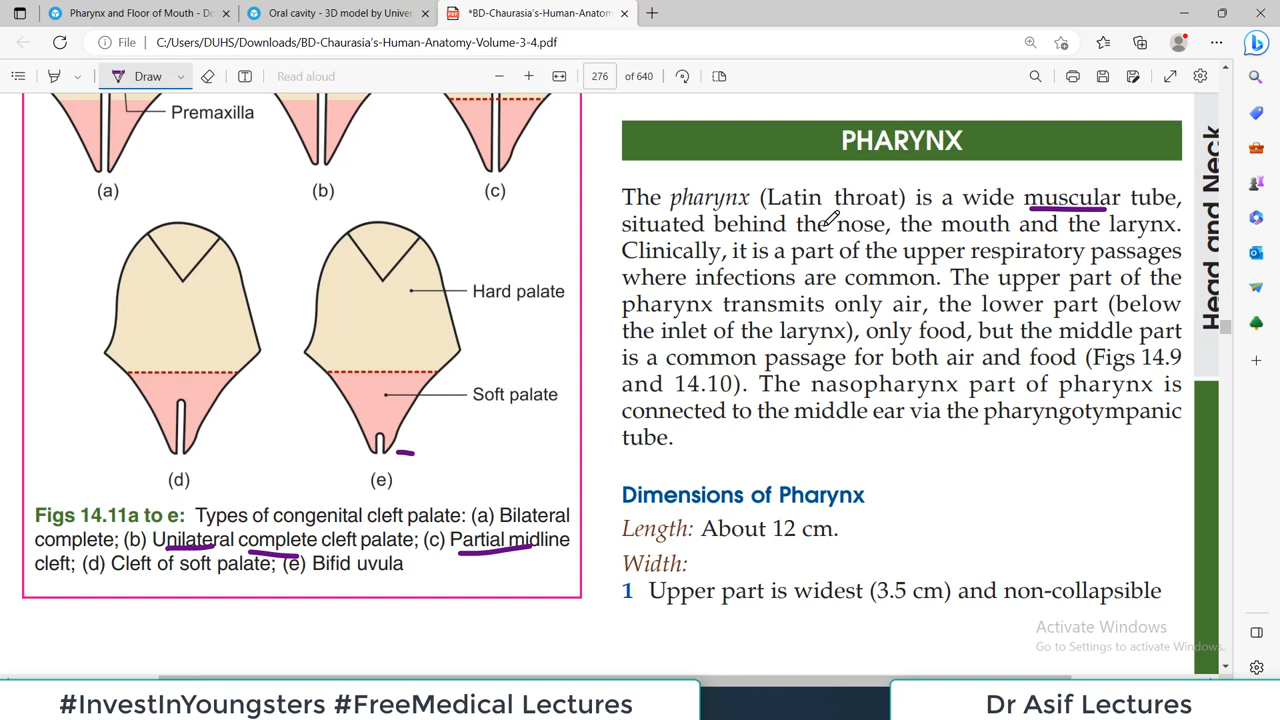 Pharynx and Floor of Mouth - D
Oral cavity - 3D model by Univer
*BD-Chaurasia's-Human-Anatom
File
C:/Users/DUHS/Downloads/BD-Chaurasia's-Human-Anatomy-Volume-3-4.pdf
Draw
Read aloud
276
of 640
Premaxilla
(a)
(b)
(c)
Hard palate
Soft palate
(d)
(e)
Figs 14.11a to e: Types of congenital cleft palate: (a) Bilateral
complete; (b) Unilateral complete cleft palate; (c) Partial midline
cleft; (d) Cleft of soft palate; (e) Bifid uvula
PHARYNX
The pharynx (Latin throat) is a wide muscular tube,
situated behind the nose, the mouth and the larynx.
Clinically, it is a part of the upper respiratory passages
where infections are common. The upper part of the
pharynx transmits only air, the lower part (below
the inlet of the larynx), only food, but the middle part
is a common passage for both air and food (Figs 14.9
and 14.10). The nasopharynx part of pharynx is
connected to the middle ear via the pharyngotympanic
tube.
Dimensions of Pharynx
Length: About 12 cm.
Width:
1 Upper part is widest (3.5 cm) and non-collapsible
Head and Neck
Activate Windows
Go to Settings to activate Windows.
#InvestInYoungsters #FreeMedical Lectures
Dr Asif Lectures